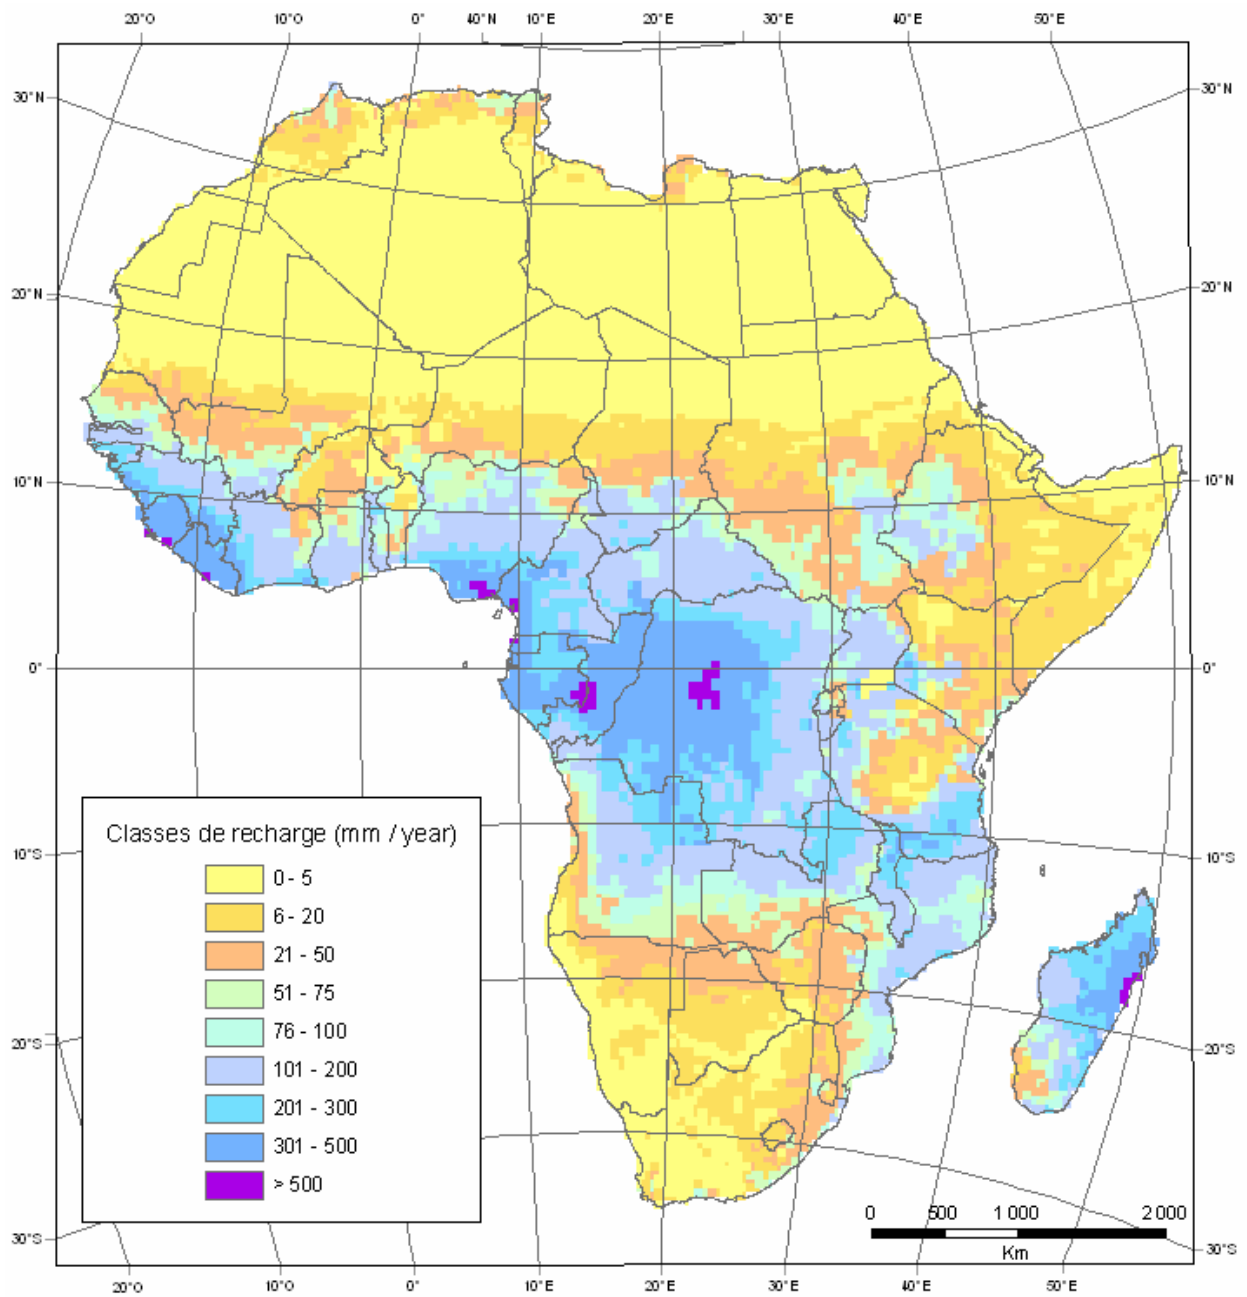 20°O 10°O 0° 40°N 10°E 20°E 30°E 40°E 50°E
30°N 30°N
20°N 20°N
10°N 10°N
0° 0°
Classes de recharge (mm / year)
0 - 5
6 - 20
21 - 50
51 - 75
76 - 100
101 - 200
201 - 300
301 - 500
> 500
10°S 10°S
20°S 20°S
0 500 1 000 2 000
Km
30°S 30°S
20°O 10°O 0° 10°E 20°E 30°E 40°E 50°E